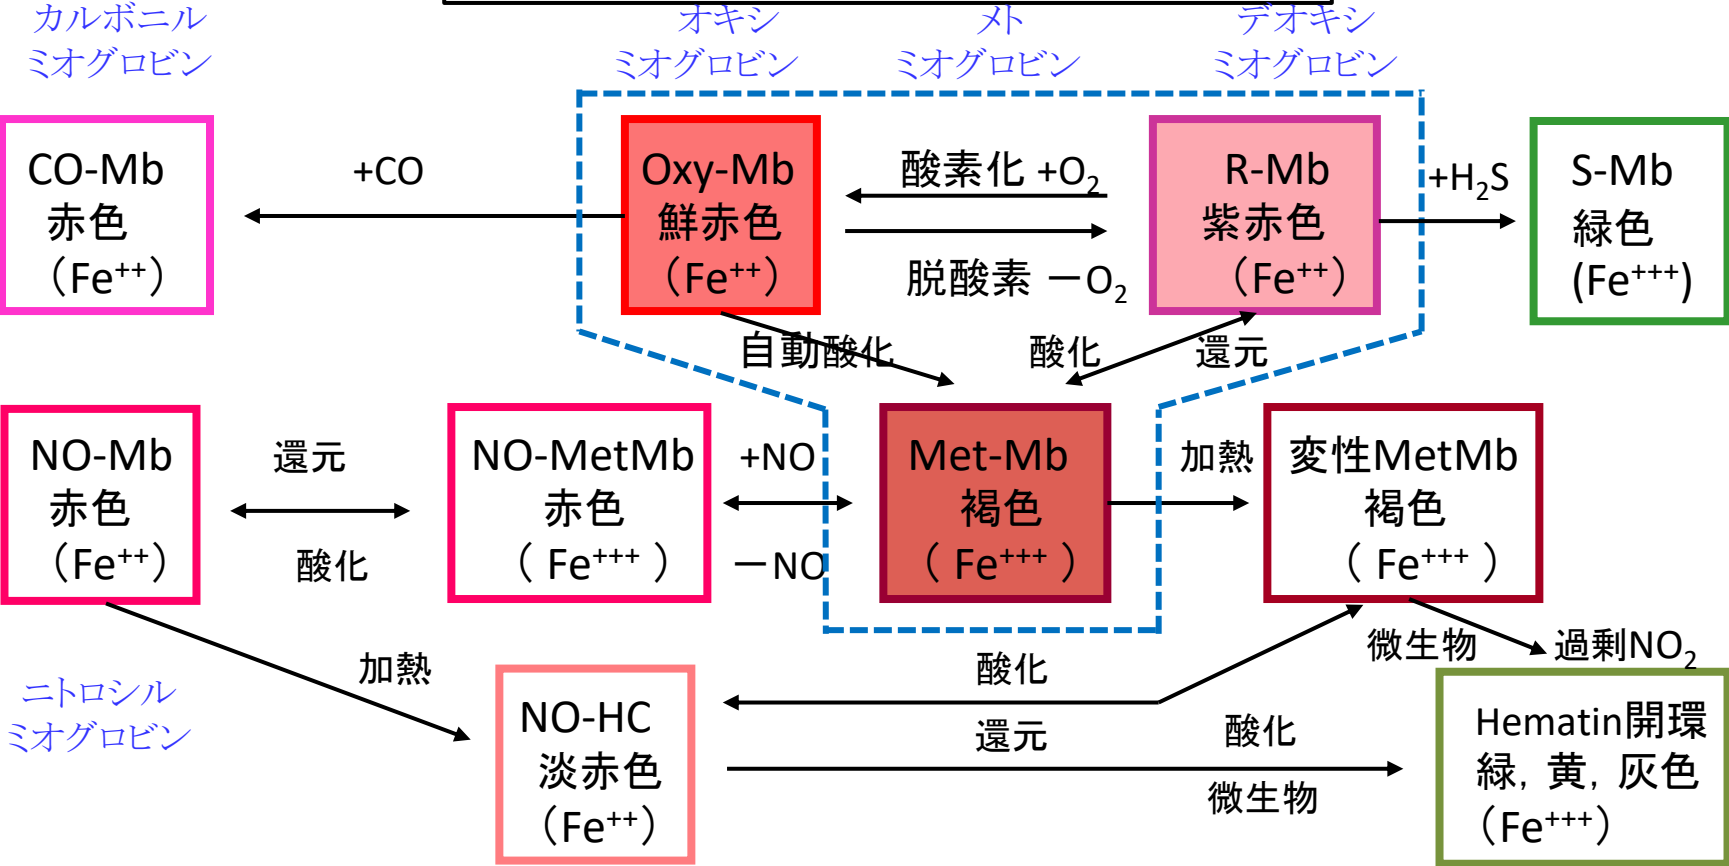 カルボニル
ミオグロビン
オキシ
ミオグロビン
メト
ミオグロビン
デオキシ
ミオグロビン
CO-Mb
赤色
（Fe⁺⁺）
+CO
Oxy-Mb
鮮赤色
（Fe⁺⁺）
酸素化 +O₂
脱酸素 －O₂
R-Mb
紫赤色
（Fe⁺⁺）
+H₂S
S-Mb
緑色
(Fe⁺⁺⁺)
自動酸化
酸化
還元
NO-Mb
赤色
（Fe⁺⁺）
還元
酸化
NO-MetMb
赤色
（ Fe⁺⁺⁺ ）
+NO
－NO
Met-Mb
褐色
（ Fe⁺⁺⁺ ）
加熱
変性MetMb
褐色
（ Fe⁺⁺⁺ ）
微生物
過剰NO₂
ニトロシル
ミオグロビン
加熱
NO-HC
淡赤色
（Fe⁺⁺）
酸化
還元
酸化
微生物
Hematin開環
緑，黄，灰色
（Fe⁺⁺⁺）